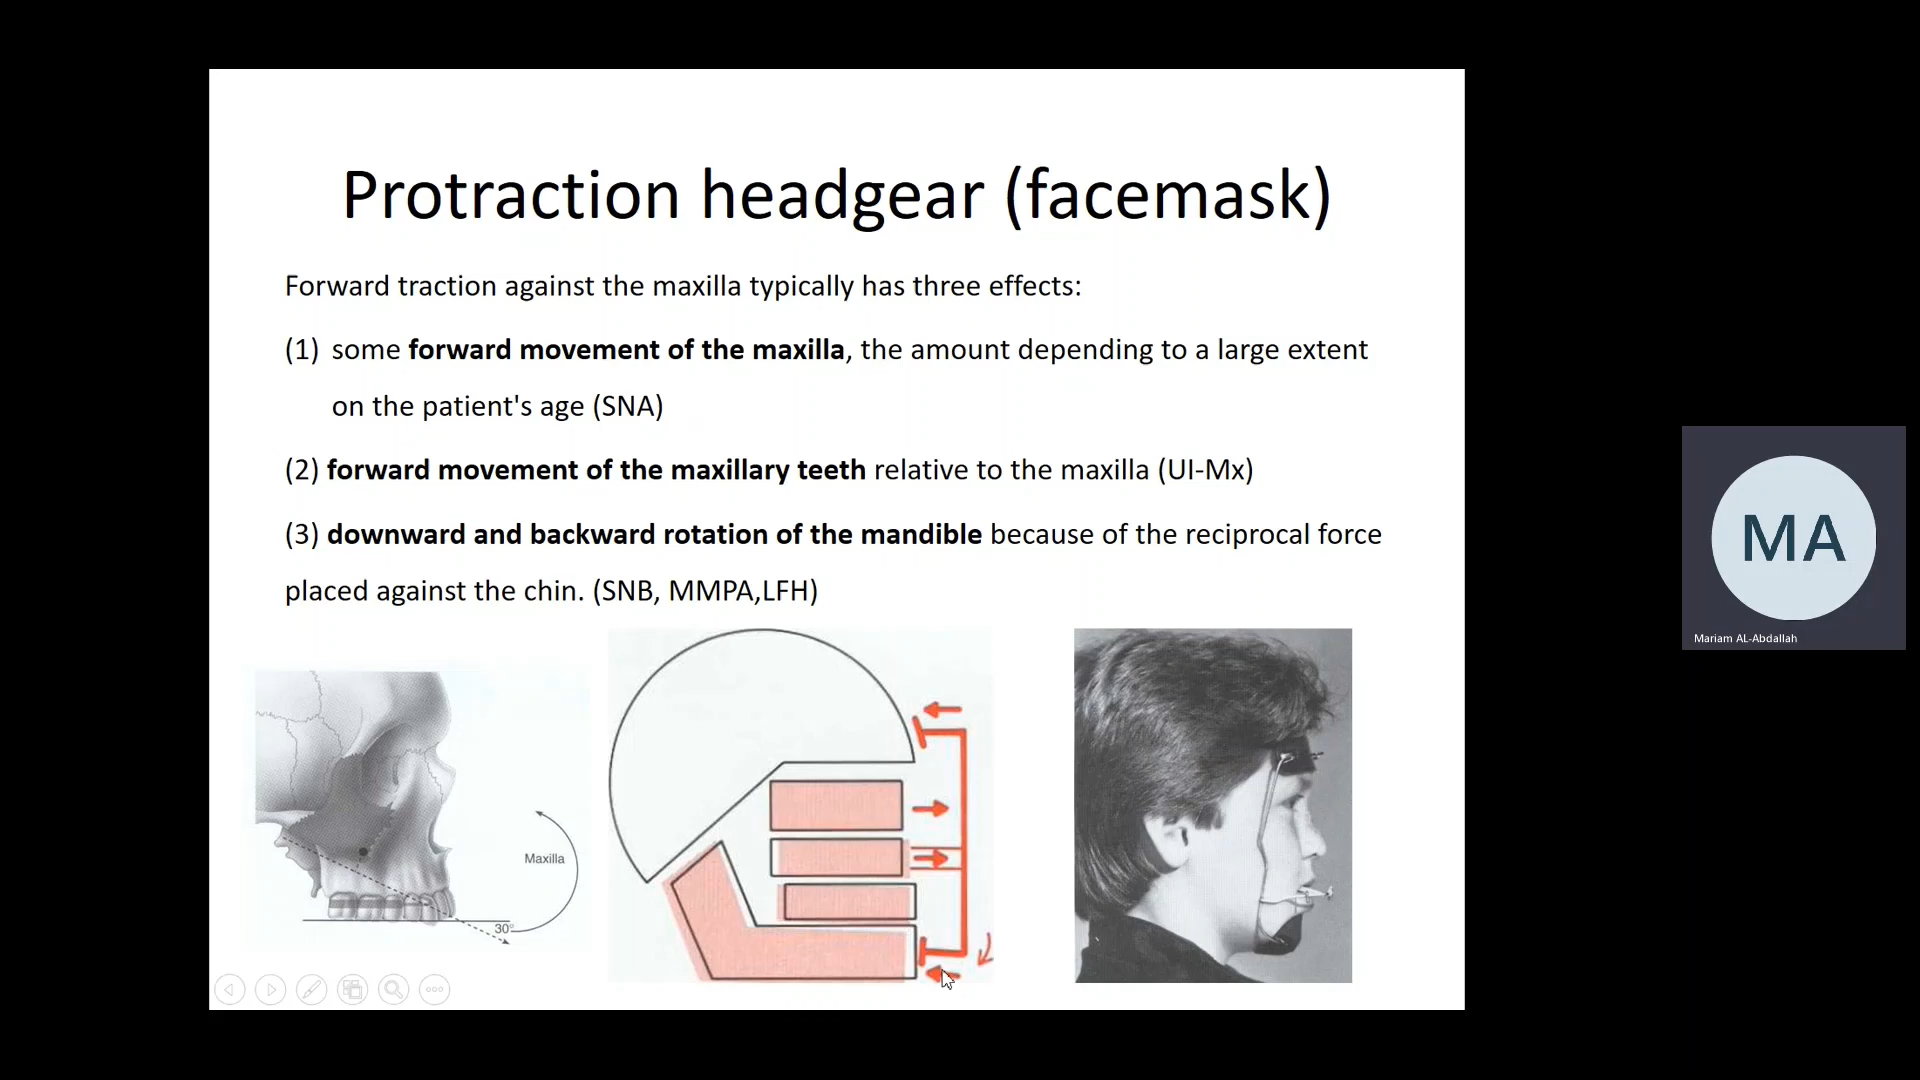 Protraction headgear (facemask)
Forward traction against the maxilla typically has three effects:
(1) some forward movement of the maxilla, the amount depending to a large extent
on the patient's age (SNA)
(2) forward movement of the maxillary teeth relative to the maxilla (UI-Mx)
(3) downward and backward rotation of the mandible because of the reciprocal force
placed against the chin. (SNB, MMPA,LFH)
Maxilla
30°
MA
Mariam AL-Abdallah